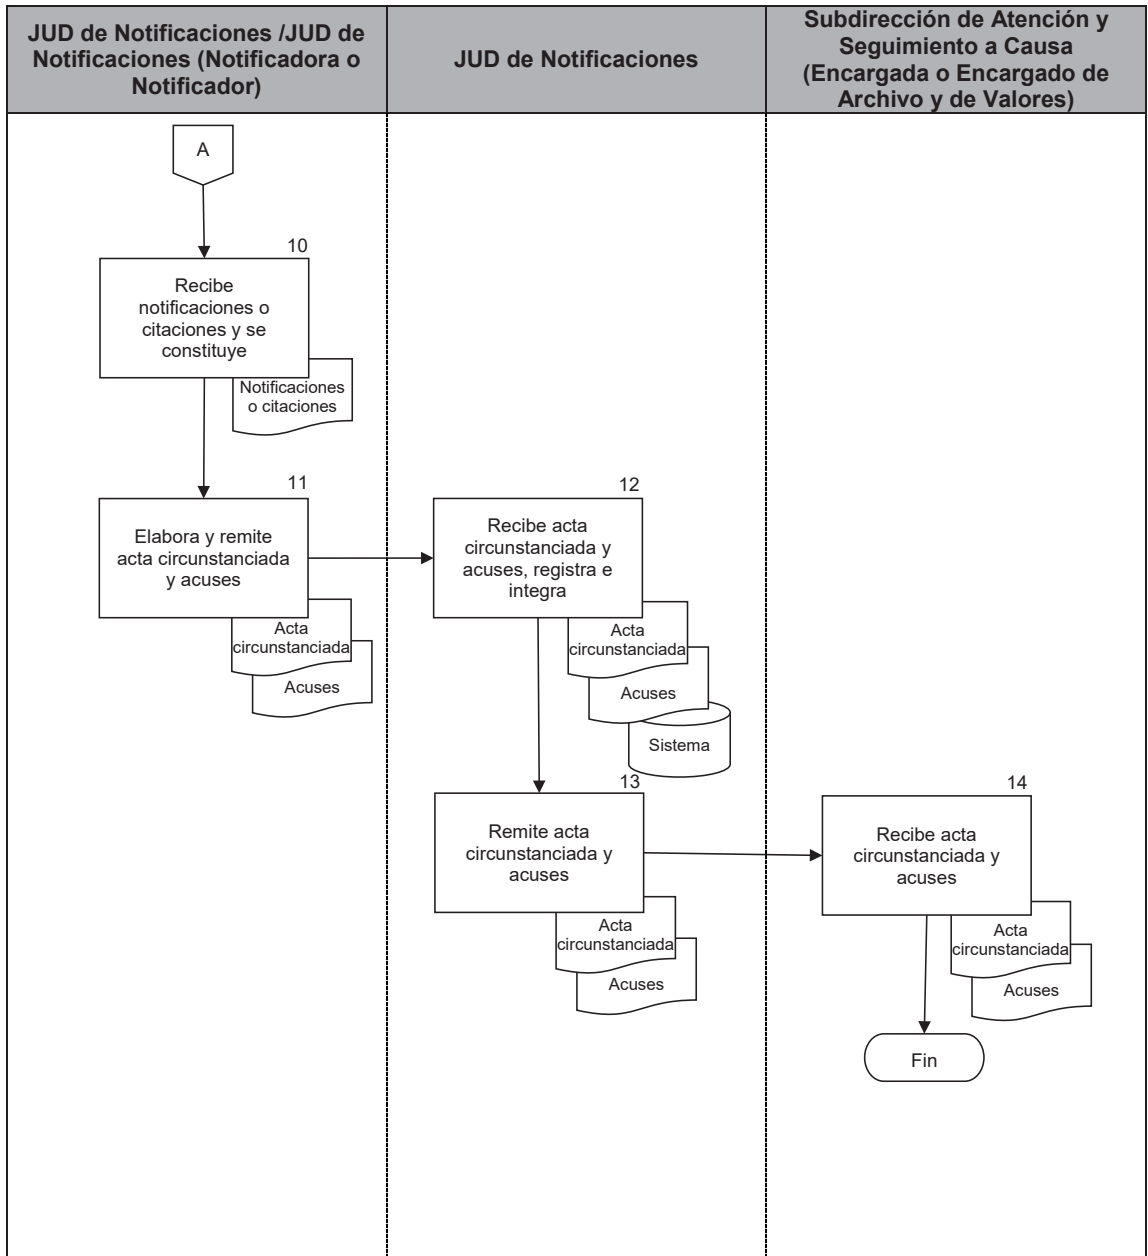 JUD de Notificaciones /JUD de
Notificaciones (Notificadora o
Notificador)
JUD de Notificaciones
Subdirección de Atención y
Seguimiento a Causa
(Encargada o Encargado de
Archivo y de Valores)
A
10
Recibe
notificaciones o
citaciones y se
constituye
Notificaciones
o citaciones
11
Elabora y remite
acta circunstanciada
y acuses
Acta
circunstanciada
Acuses
12
Recibe acta
circunstanciada y
acuses, registra e
integra
Acta
circunstanciada
Acuses
Sistema
13
Remite acta
circunstanciada y
acuses
Acta
circunstanciada
Acuses
14
Recibe acta
circunstanciada y
acuses
Acta
circunstanciada
Acuses
Fin